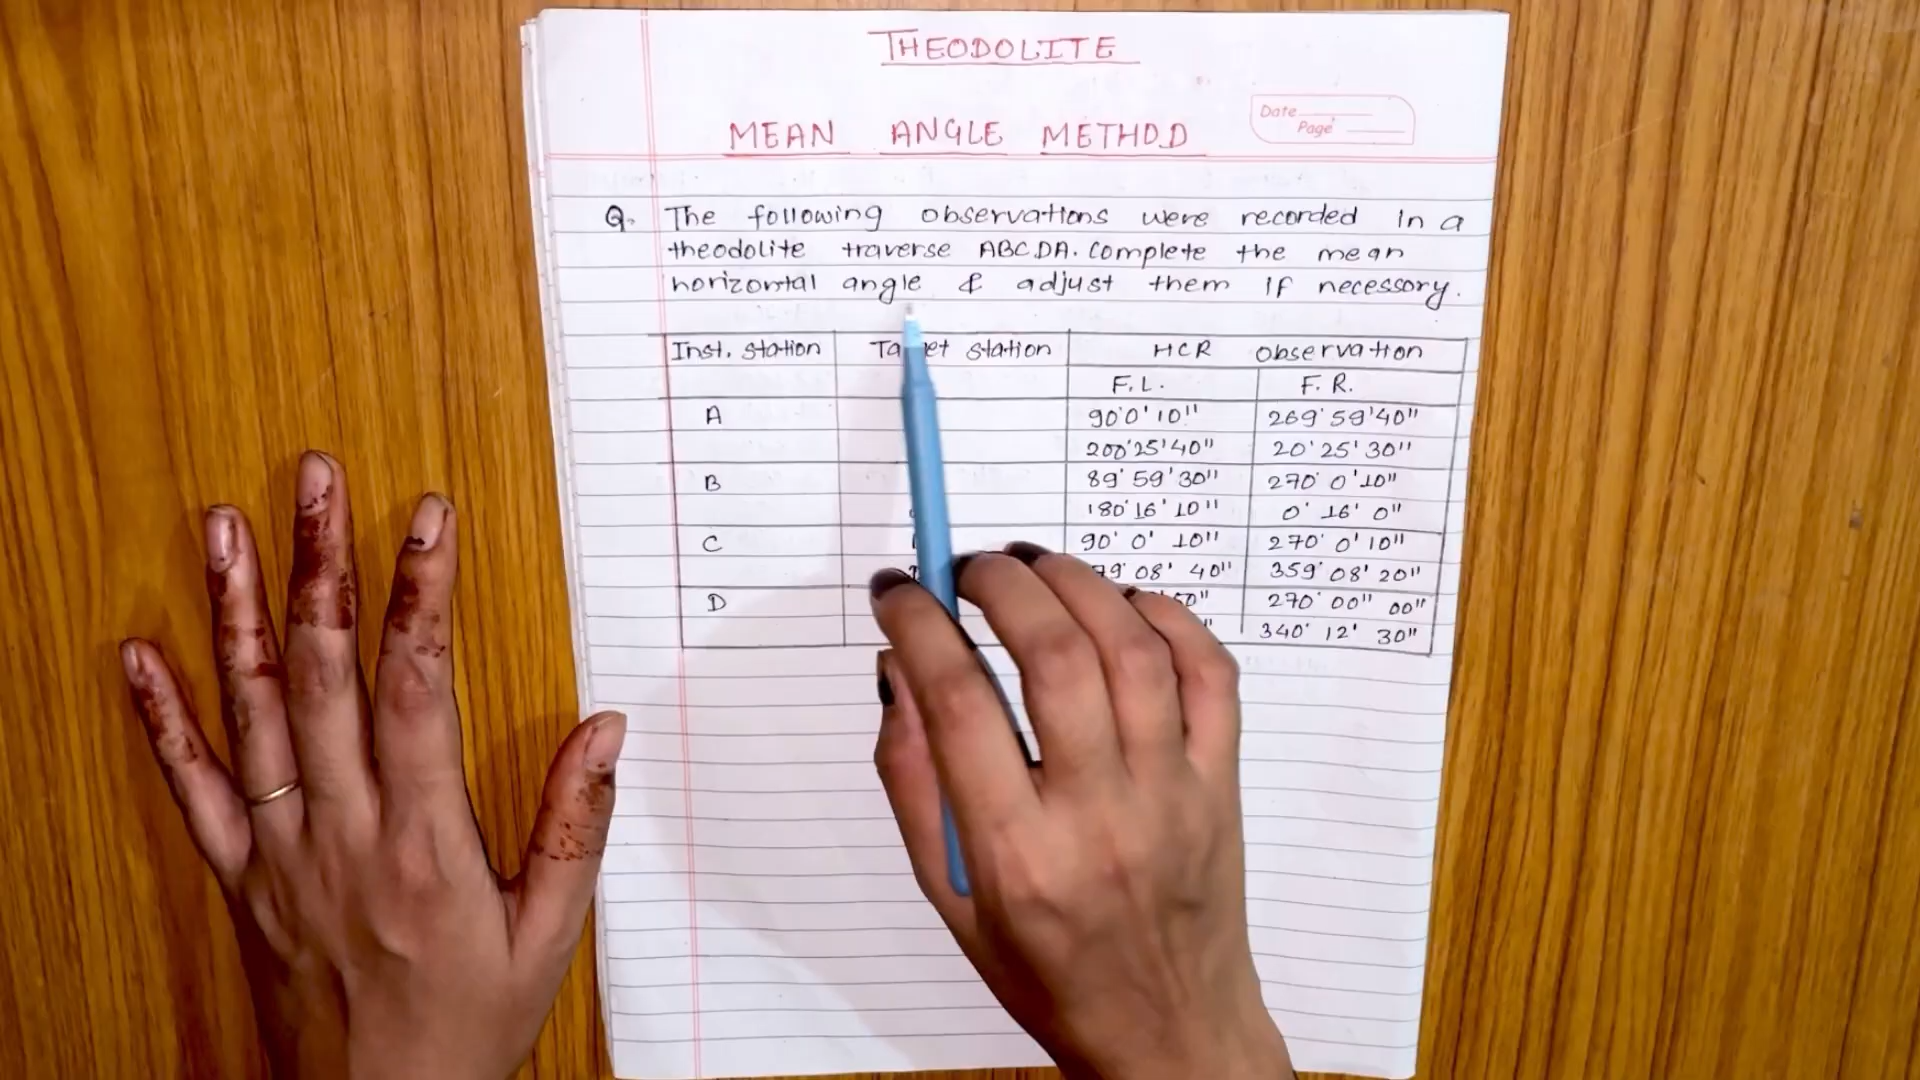 THEODOLITE
Date
Page
MEAN ANGLE METHOD
Q. The following observations were recorded in a
theodolite traverse ABCDA. Complete the mean
horizontal angle & adjust them if necessory.
Inst. station Station HCR observation
F.L. F.R.
A 90°0'10" 269°59'40"
200°25'40" 20°25'30"
B 89°59'30" 270°0'10"
180°16'10" 0°16'0"
C 90°0'10" 270°0'10"
08'40" 359°08'20"
D 270°00"00"
340°12'30"